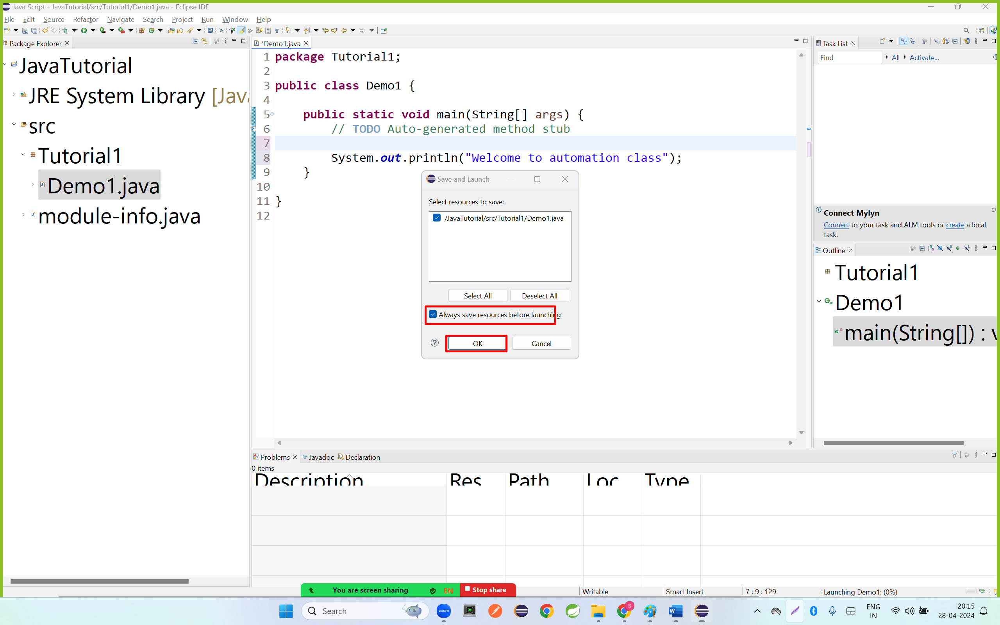 Java Script - JavaTutorial/src/Tutorial1/Demo1.java - Eclipse IDE
File Edit Source Refactor Navigate Search Project Run Window Help
Package Explorer
JavaTutorial
JRE System Library [Java
src
Tutorial1
Demo1.java
module-info.java
*Demo1.java
1 package Tutorial1;
2
3 public class Demo1 {
4
5 public static void main(String[] args) {
6 // TODO Auto-generated method stub
7
8 System.out.println("Welcome to automation class");
9 }
10
11 }
12
Save and Launch
Select resources to save:
/JavaTutorial/src/Tutorial1/Demo1.java
Select All Deselect All
Always save resources before launching
OK Cancel
Task List
Find All Activate...
Connect Mylyn
Connect to your task and ALM tools or create a local
task.
Outline
Tutorial1
Demo1
main(String[]) : v
Problems Javadoc Declaration
0 items
Description Res Path Loc Type
You are screen sharing EN Stop share
Writable Smart Insert 7 : 9 : 129 Launching Demo1: (0%)
Search
zoom
S
W
ENG
IN
20:15
28-04-2024